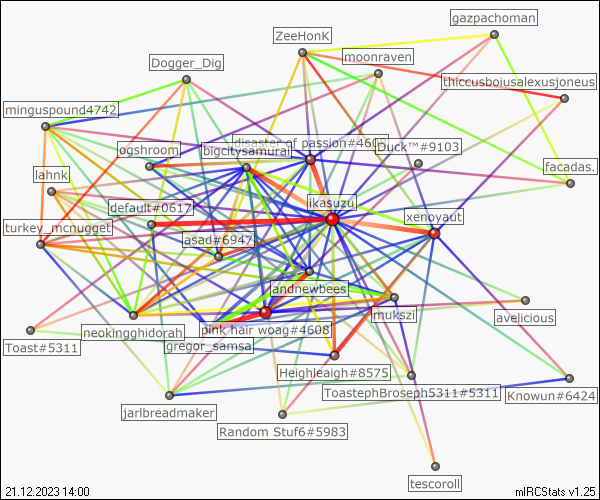 gazpachoman
ZeeHonK
moonraven
Dogger_Dig
thiccusboiusalexusjoneus
minguspound4742
disaster of passion#460
Duck™#9103
ogshroom
bigcitysamurai
facadas.
lahnk
ikasuzu
default#0617
xenoyaut
turkey_mcnugget
asad#6947
andnewbees
avelicious
mukszi
neokingghidorah
pink hair woag#4608
Toast#5311
gregor_samsa
Heighleaigh#8575
ToastephBroseph5311#5311
Knowun#6424
jarlbreadmaker
Random Stuf6#5983
tescoroll
21.12.2023 14:00
mIRCStats v1.25